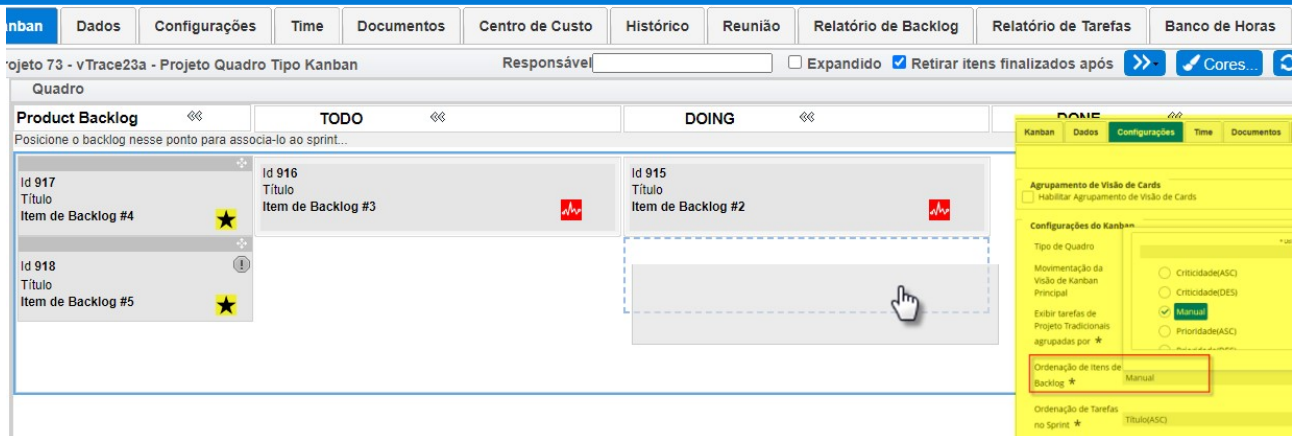 anban Dados Configurações Time Documentos Centro de Custo Histórico Reunião Relatório de Backlog Relatório de Tarefas Banco de Horas
rojeto 73 - vTrace23a - Projeto Quadro Tipo Kanban Responsável Expandido Retirar itens finalizados após Cores...
Quadro
Product Backlog TODO DOING DONE
Posicione o backlog nesse ponto para associa-lo ao sprint...
Id 917
Título
Item de Backlog #4
Id 916
Título
Item de Backlog #3
Id 915
Título
Item de Backlog #2
Id 918
Título
Item de Backlog #5
Kanban Dados Configurações Time Documentos
Agrupamento de Visão de Cards
Habilitar Agrupamento de Visão de Cards
Configurações do Kanban
Tipo de Quadro
Movimentação da
Visão de Kanban
Principal
Exibir tarefas de
Projeto Tradicionais
agrupadas por *
Criticidade(ASC)
Criticidade(DES)
Manual
Prioridade(ASC)
Ordenação de Itens de
Backlog * Manual
Ordenação de Tarefas
no Sprint * Título(ASC)